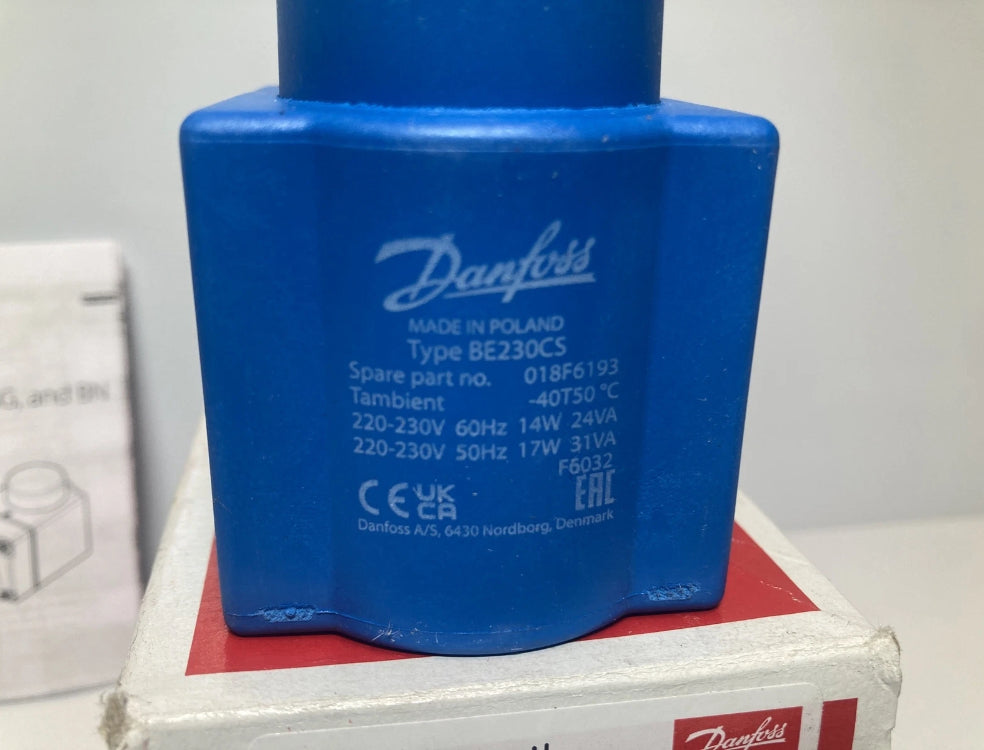 Danfoss
MADE IN POLAND
Type BE230CS
Spare part no. 018F6193
Tambient -40T50 °C
220-230V 60Hz 14W 24VA
220-230V 50Hz 17W 31VA
F6032
CE UK CA EAC
Danfoss A/S, 6430 Nordborg, Denmark
G, and BN
Danfoss